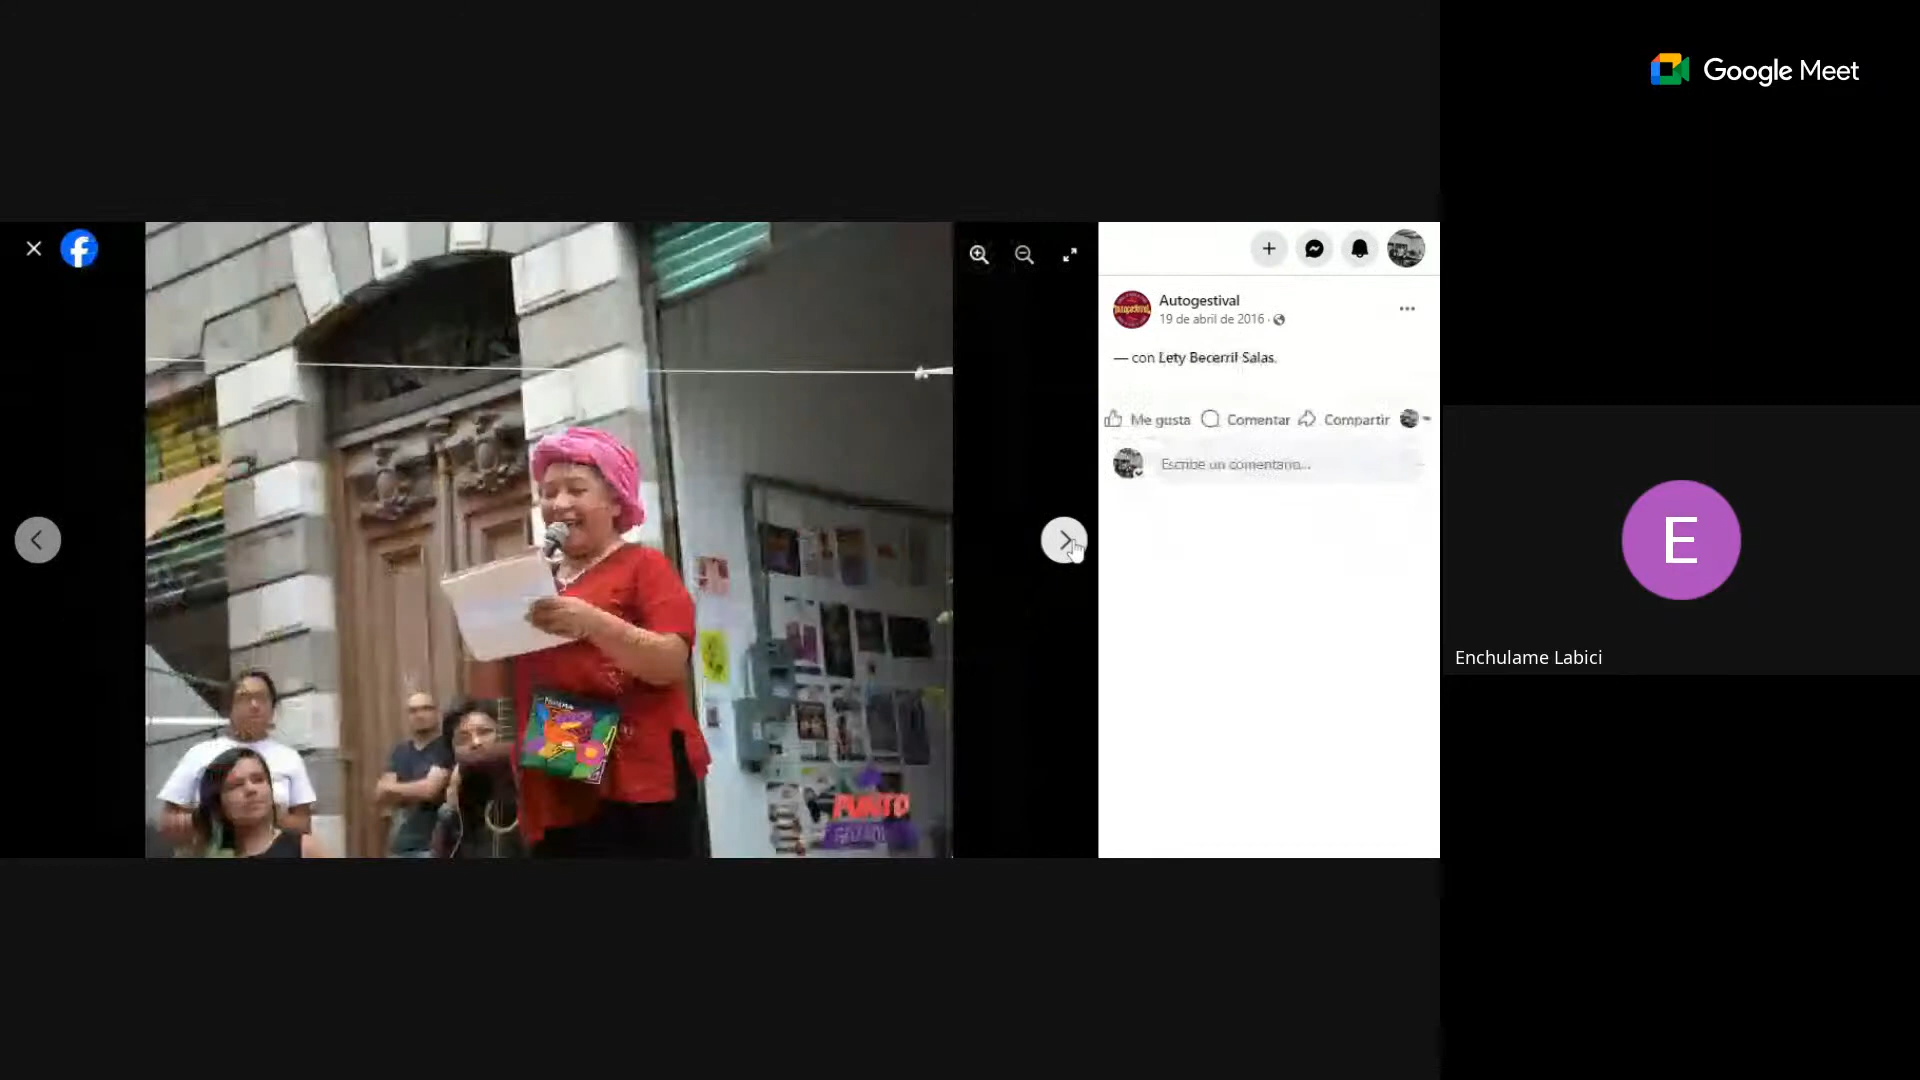 Google Meet
Autogestival
19 de abril de 2016
— con Lety Becerril Salas.
Me gusta
Comentar
Compartir
Escribe un comentario...
PUNTO
GOZADERA
E
Enchulame Labici